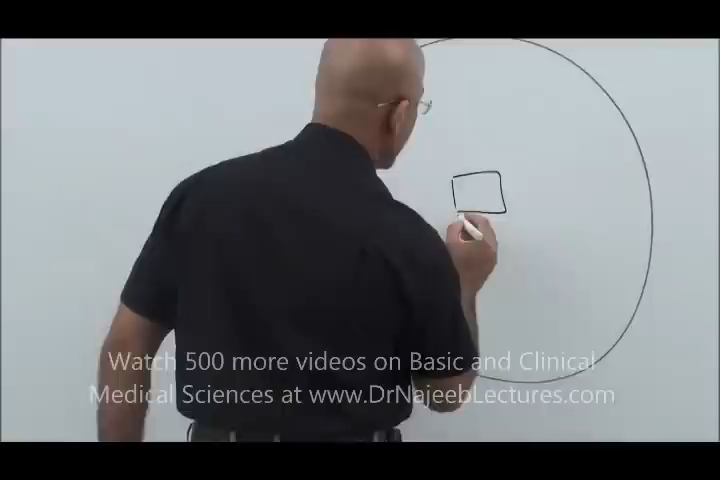 Watch 500 more videos on Basic and Clinical
Medical Sciences at www.DrNajeebLectures.com